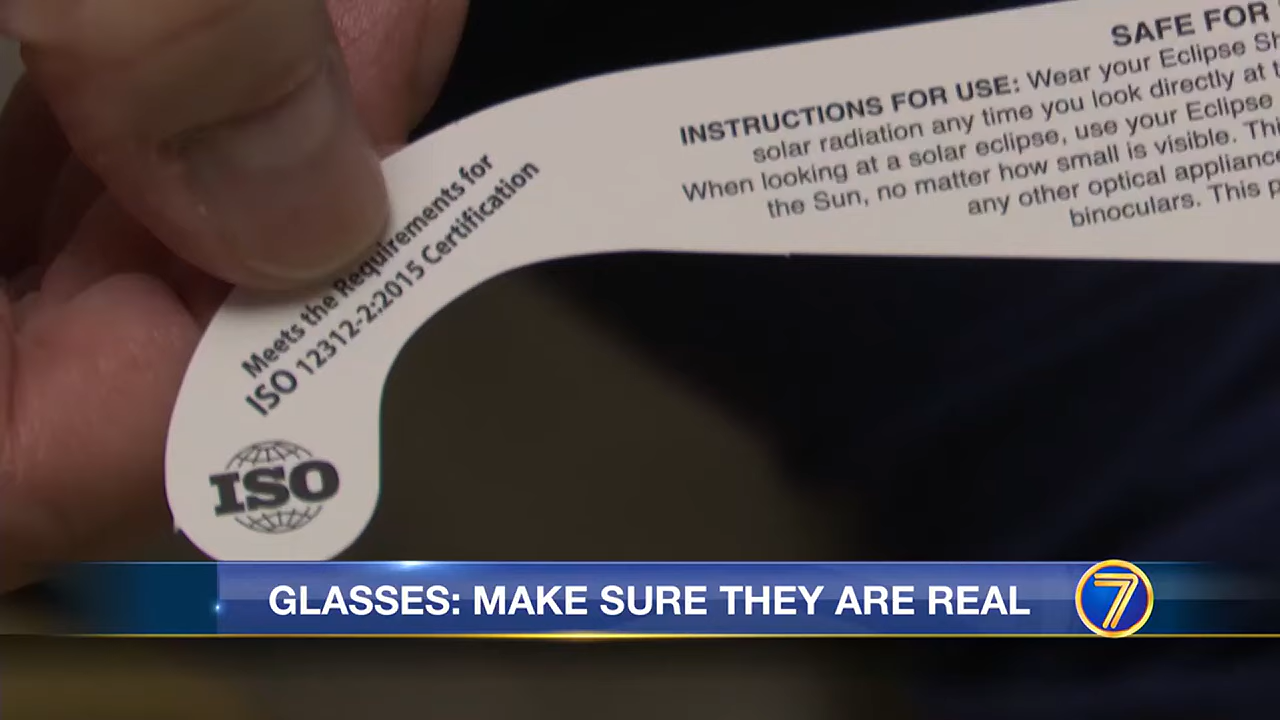 SAFE FOR
INSTRUCTIONS FOR USE: Wear your Eclipse Sh
solar radiation any time you look directly at t
When looking at a solar eclipse, use your Eclipse
the Sun, no matter how small is visible. Thi
any other optical appliance
binoculars. This p
Meets the Requirements for
ISO 12312-2:2015 Certification
ISO
GLASSES: MAKE SURE THEY ARE REAL
7